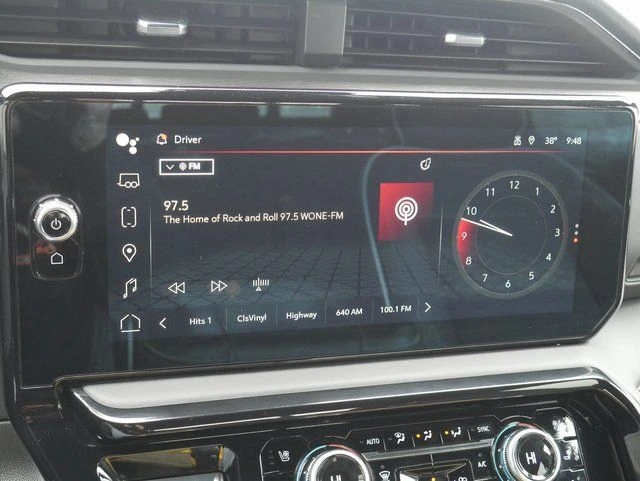 Driver
38° 9:48
FM
97.5
The Home of Rock and Roll 97.5 WONE-FM
12
11 1
10 2
9 3
8 4
7 5
6
Hits 1 ClsVinyl Highway 640 AM 100.1 FM
AUTO SYNC
A/C
HI HI